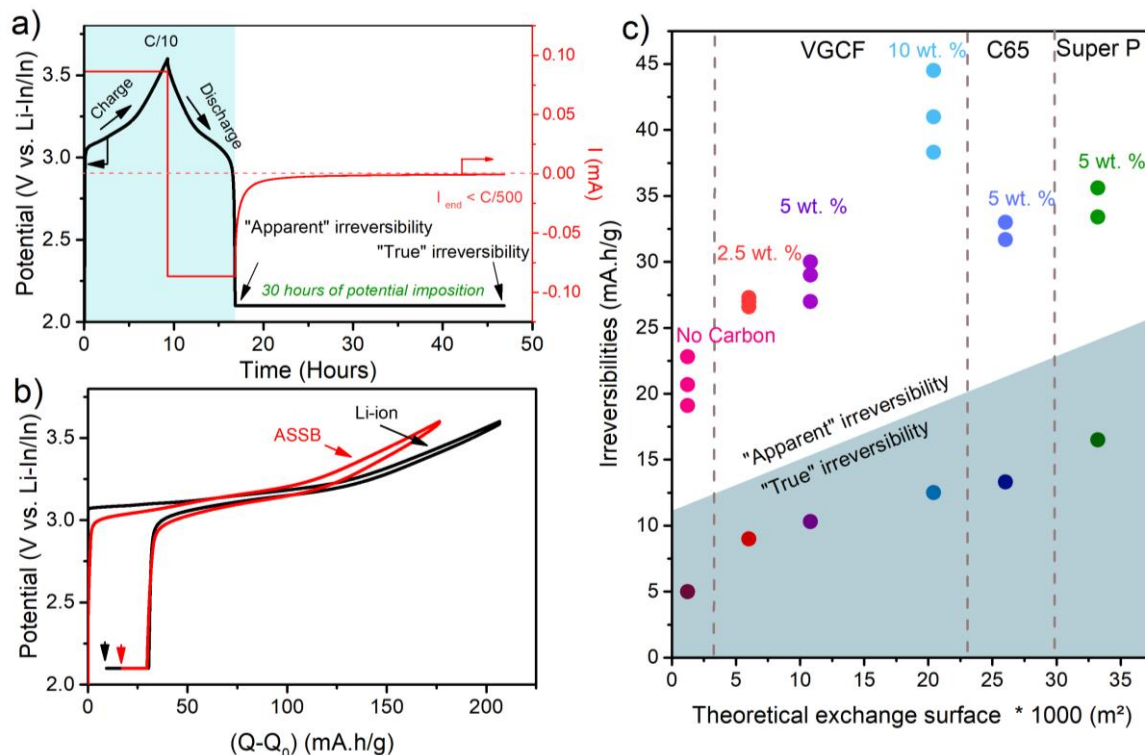 a)
C/10
Charge
Discharge
I end < C/500
"Apparent" irreversibility
"True" irreversibility
30 hours of potential imposition
Potential (V vs. Li-In/In)
3.5
3.0
2.5
2.0
0.10
0.05
0.00
-0.05
-0.10
I (mA)
0 10 20 30 40 50
Time (Hours)
b)
Li-ion
ASSB
Potential (V vs. Li-In/In)
3.5
3.0
2.5
2.0
0 50 75 100 150 200
(Q-Q0) (mA.h/g)
c)
VGCF
C65
Super P
10 wt. %
5 wt. %
5 wt. %
5 wt. %
2.5 wt. %
No Carbon
"Apparent" irreversibility
"True" irreversibility
Irreversibilities (mA.h/g)
45
40
35
30
25
20
15
10
5
0
0 5 10 15 20 25 30 35
Theoretical exchange surface * 1000 (m²)